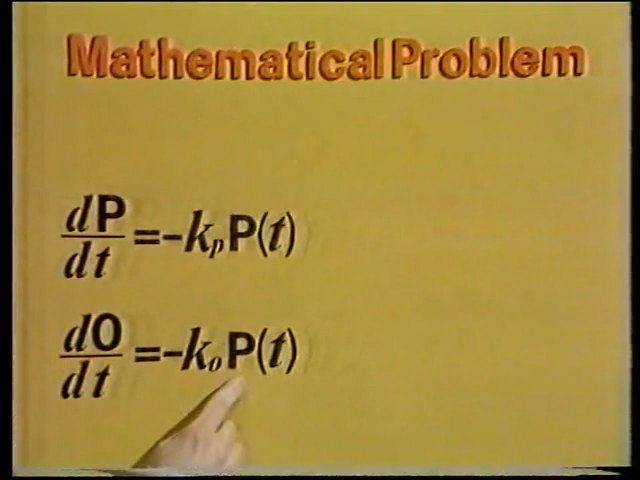 Mathematical Problem
dP/dt = -kₚP(t)
dO/dt = -kₒP(t)